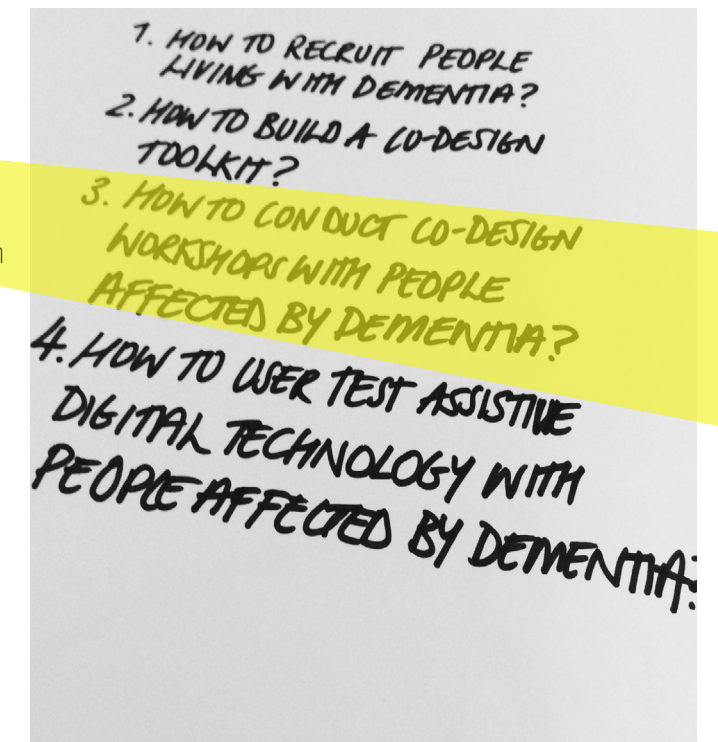 1. HOW TO RECRUIT PEOPLE
LIVING WITH DEMENTIA?
2. HOW TO BUILD A CO-DESIGN
TOOLKIT?
3. HOW TO CONDUCT CO-DESIGN
WORKSHOPS WITH PEOPLE
AFFECTED BY DEMENTIA?
4. HOW TO USER TEST ASSISTIVE
DIGITAL TECHNOLOGY WITH
PEOPLE AFFECTED BY DEMENTIA?